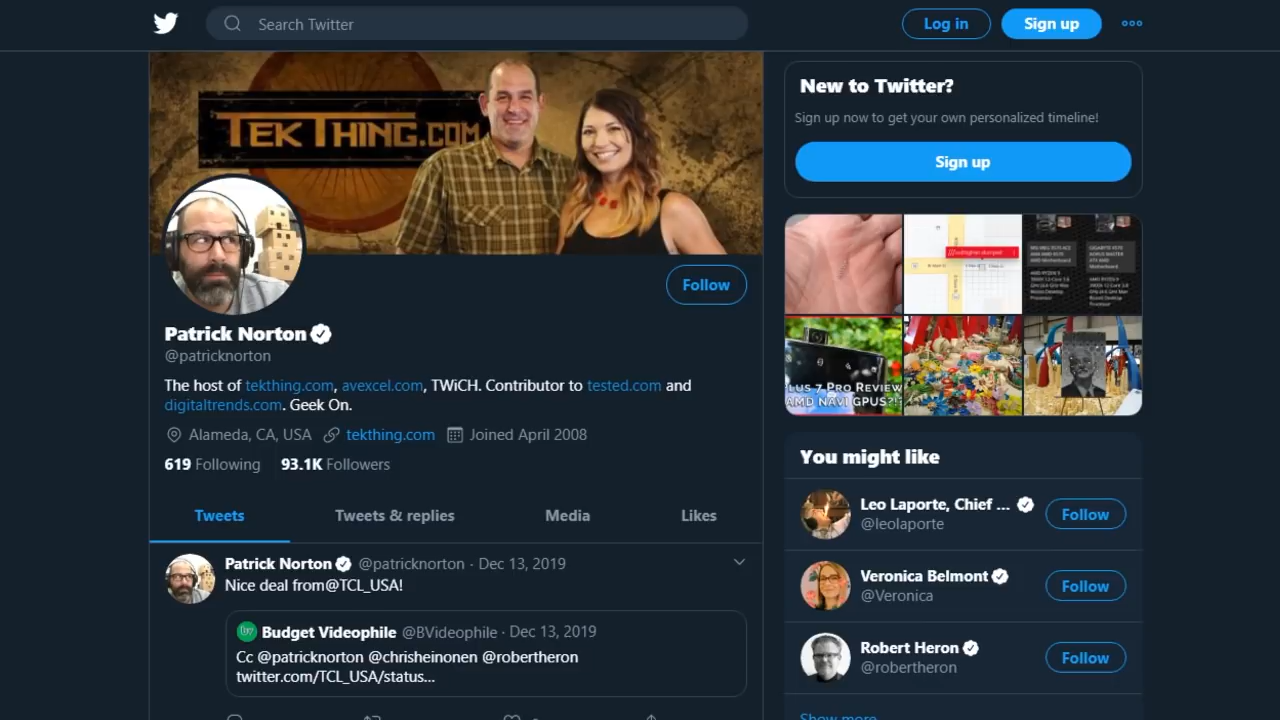 Search Twitter
Log in
Sign up
TEKTHING.COM
Follow
Patrick Norton
@patricknorton
The host of tekthing.com, avexcel.com, TWiCH. Contributor to tested.com and
digitaltrends.com. Geek On.
Alameda, CA, USA tekthing.com Joined April 2008
619 Following 93.1K Followers
Tweets Tweets & replies Media Likes
Patrick Norton @patricknorton · Dec 13, 2019
Nice deal from@TCL_USA!
Budget Videophile @BVideophile · Dec 13, 2019
Cc @patricknorton @chrisheinonen @robertheron
twitter.com/TCL_USA/status...
New to Twitter?
Sign up now to get your own personalized timeline!
Sign up
PLUS 7 PRO REVIEW
AMD NAVI GPUS?!
You might like
Leo Laporte, Chief ...
@leolaporte
Follow
Veronica Belmont
@Veronica
Follow
Robert Heron
@robertheron
Follow
Show more